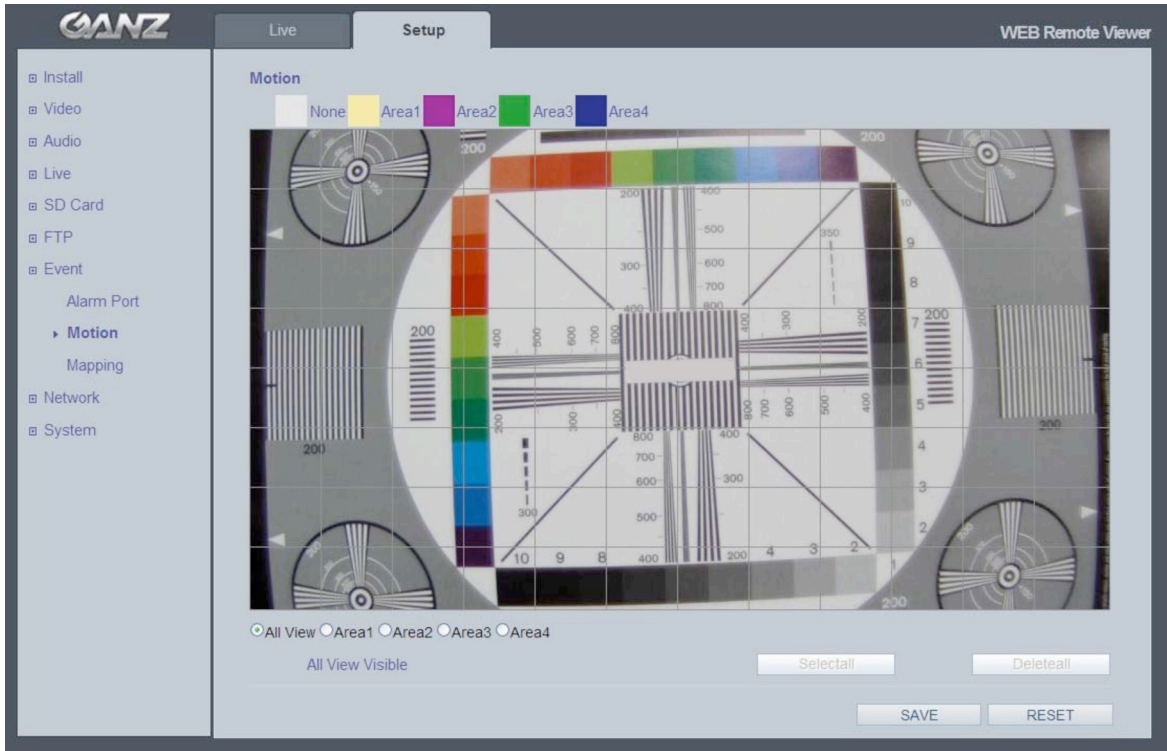 GANZ
Live
Setup
WEB Remote Viewer
Install
Video
Audio
Live
SD Card
FTP
Event
Alarm Port
Motion
Mapping
Network
System
Motion
None Area1 Area2 Area3 Area4
200
200
200 400
10
500
350
9
300 600
8
700
400 800
200
400 500 600 700 800
400 300 200
7 200
6
200 300 400
800 700 600 500 400
5
200
200
800 400
4
700
600 300
3
300
500
2
10 9 8 400 200 4 3 2
1
200
All View Area1 Area2 Area3 Area4
All View Visible
Selectall
Deleteall
SAVE
RESET